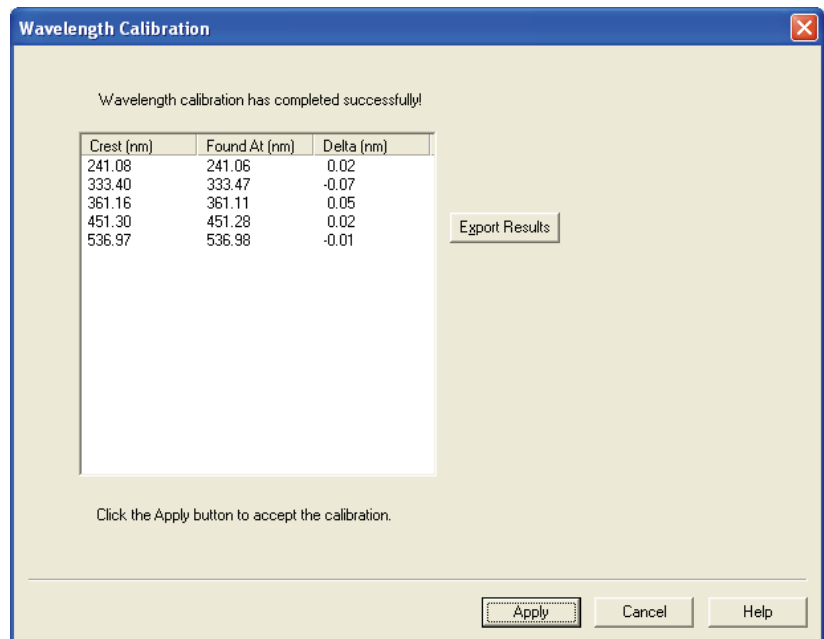 Wavelength Calibration
Wavelength calibration has completed successfully!
Crest (nm) Found At (nm) Delta (nm)
241.08 241.06 0.02
333.40 333.47 -0.07
361.16 361.11 0.05
451.30 451.28 0.02
536.97 536.98 -0.01
Export Results
Click the Apply button to accept the calibration.
Apply Cancel Help